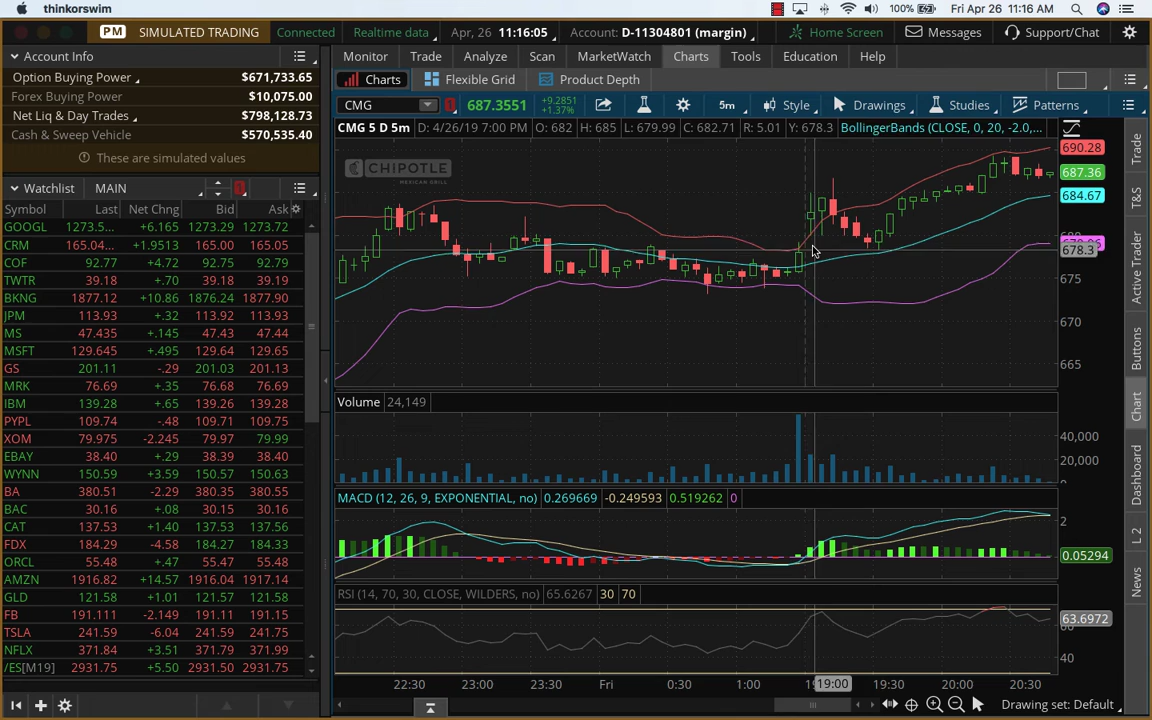 thinkorswim 100% Fri Apr 26 11:16 AM
PM SIMULATED TRADING Connected Realtime data Apr, 26 11:16:05 Account: D-11304801 (margin) Home Screen Messages Support/Chat
Account Info
Option Buying Power $671,733.65
Forex Buying Power $10,075.00
Net Liq & Day Trades $798,128.73
Cash & Sweep Vehicle $570,535.40
These are simulated values
Watchlist MAIN 1
Symbol Last Net Chng Bid Ask
GOOGL 1273.5... +6.165 1273.29 1273.72
CRM 165.04... +1.9513 165.00 165.05
COF 92.77 +4.72 92.75 92.79
TWTR 39.18 +.70 39.18 39.19
BKNG 1877.12 +10.86 1876.24 1877.90
JPM 113.93 +.32 113.92 113.93
MS 47.435 +.145 47.43 47.44
MSFT 129.645 +.495 129.64 129.65
GS 201.11 -.29 201.03 201.13
MRK 76.69 +.35 76.68 76.69
IBM 139.28 +.65 139.26 139.28
PYPL 109.74 -.48 109.71 109.75
XOM 79.975 -2.245 79.97 79.99
EBAY 38.40 +.29 38.39 38.40
WYNN 150.59 +3.59 150.57 150.63
BA 380.51 -2.29 380.35 380.55
BAC 30.16 +.08 30.15 30.16
CAT 137.53 +1.40 137.53 137.56
FDX 184.29 -4.58 184.27 184.33
ORCL 55.48 +.47 55.47 55.48
AMZN 1916.82 +14.57 1916.04 1917.14
GLD 121.58 +1.01 121.57 121.58
FB 191.111 -2.149 191.11 191.15
TSLA 241.59 -6.04 241.59 241.75
NFLX 371.84 +3.51 371.79 371.99
/ES[M19] 2931.75 +5.50 2931.50 2931.75
Monitor Trade Analyze Scan MarketWatch Charts Tools Education Help
Charts Flexible Grid Product Depth
CMG 1 687.3551 +9.2851 +1.37% 5m Style Drawings Studies Patterns
CMG 5 D 5m D: 4/26/19 7:00 PM O: 682 H: 685 L: 679.99 C: 682.71 R: 5.01 Y: 678.3 BollingerBands (CLOSE, 0, 20, -2.0,...
CHIPOTLE
MEXICAN GRILL
690.28
687.36
684.67
678.3
675
670
665
Volume 24,149
40,000
20,000
MACD (12, 26, 9, EXPONENTIAL, no) 0.269669 -0.249593 0.519262 0
2
0.05294
RSI (14, 70, 30, CLOSE, WILDERS, no) 65.6267 30 70
63.6972
40
22:30 23:00 23:30 Fri 0:30 1:00 19:00 19:30 20:00 20:30
Drawing set: Default
Trade
T&S
Active Trader
Buttons
Chart
Dashboard
L 2
News